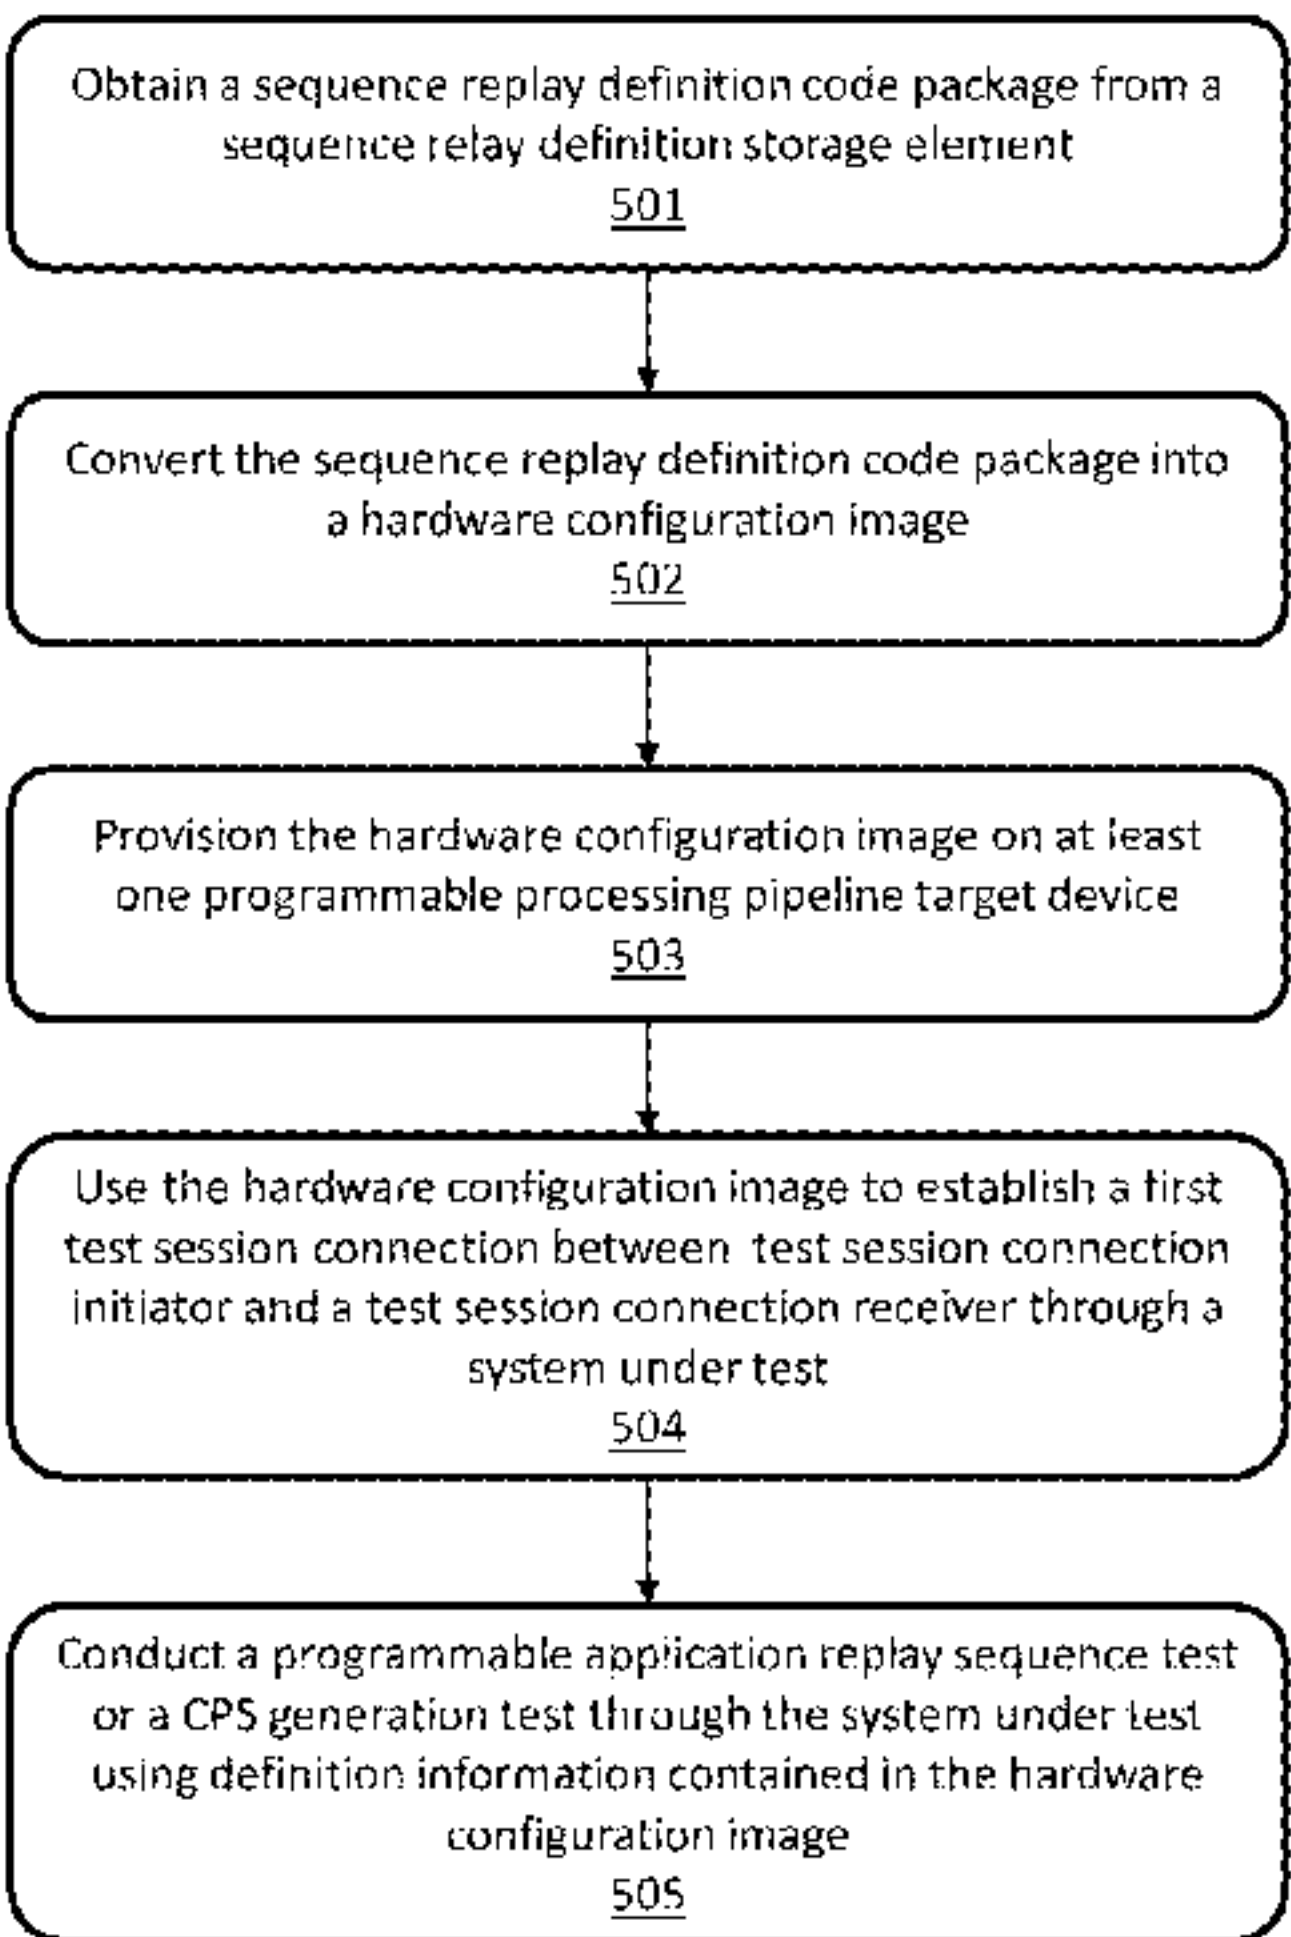 Obtain a sequence replay definition code package from a
sequence relay definition storage element
501
Convert the sequence replay definition code package into
a hardware configuration image
502
Provision the hardware configuration image on at least
one programmable processing pipeline target device
503
Use the hardware configuration image to establish a first
test session connection between test session connection
initiator and a test session connection receiver through a
system under test
504
Conduct a programmable application replay sequence test
or a CPS generation test through the system under test
using definition information contained in the hardware
configuration image
505